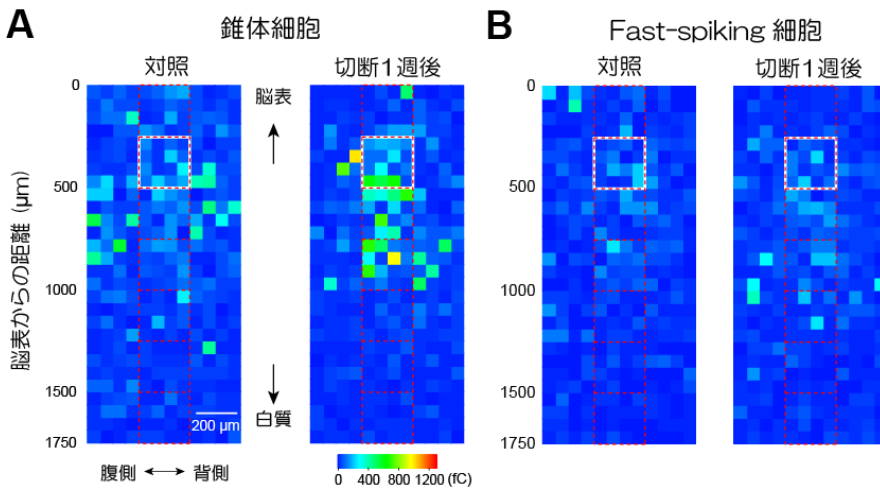 A
錐体細胞
対照
切断1週後
脳表
脳表からの距離 (μm)
0
500
1000
1500
1750
白質
200 μm
腹側
背側
0 400 800 1200 (fC)
B
Fast-spiking 細胞
対照
切断1週後
0
500
1000
1500
1750